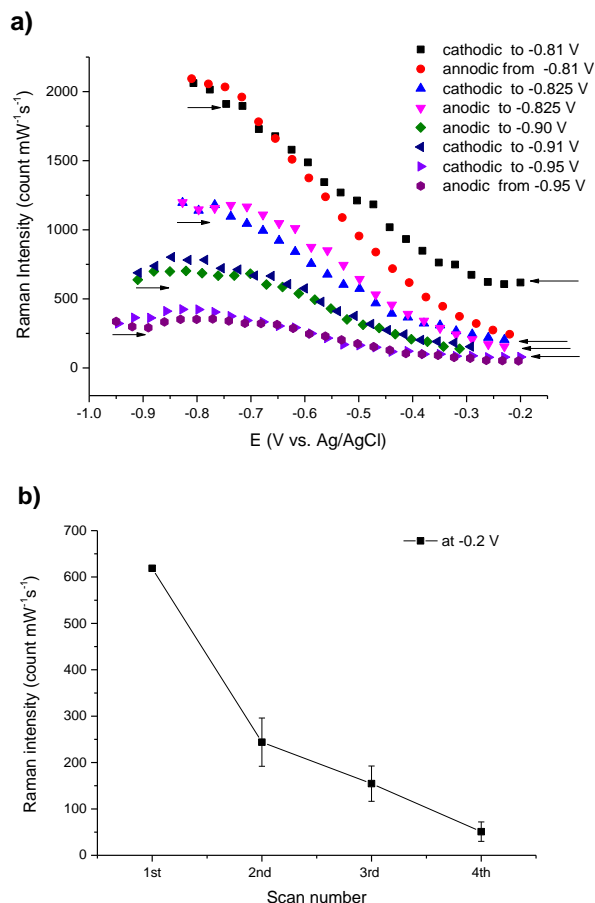 a)
cathodic to -0.81 V
annodic from -0.81 V
cathodic to -0.825 V
anodic to -0.825 V
anodic to -0.90 V
cathodic to -0.91 V
cathodic to -0.95 V
anodic from -0.95 V
2000
1500
1000
500
0
Raman Intensity (count mW⁻¹s⁻¹)
-1.0 -0.9 -0.8 -0.7 -0.6 -0.5 -0.4 -0.3 -0.2
E (V vs. Ag/AgCl)
b)
at -0.2 V
700
600
500
400
300
200
100
0
Raman intensity (count mW⁻¹s⁻¹)
1st 2nd 3rd 4th
Scan number